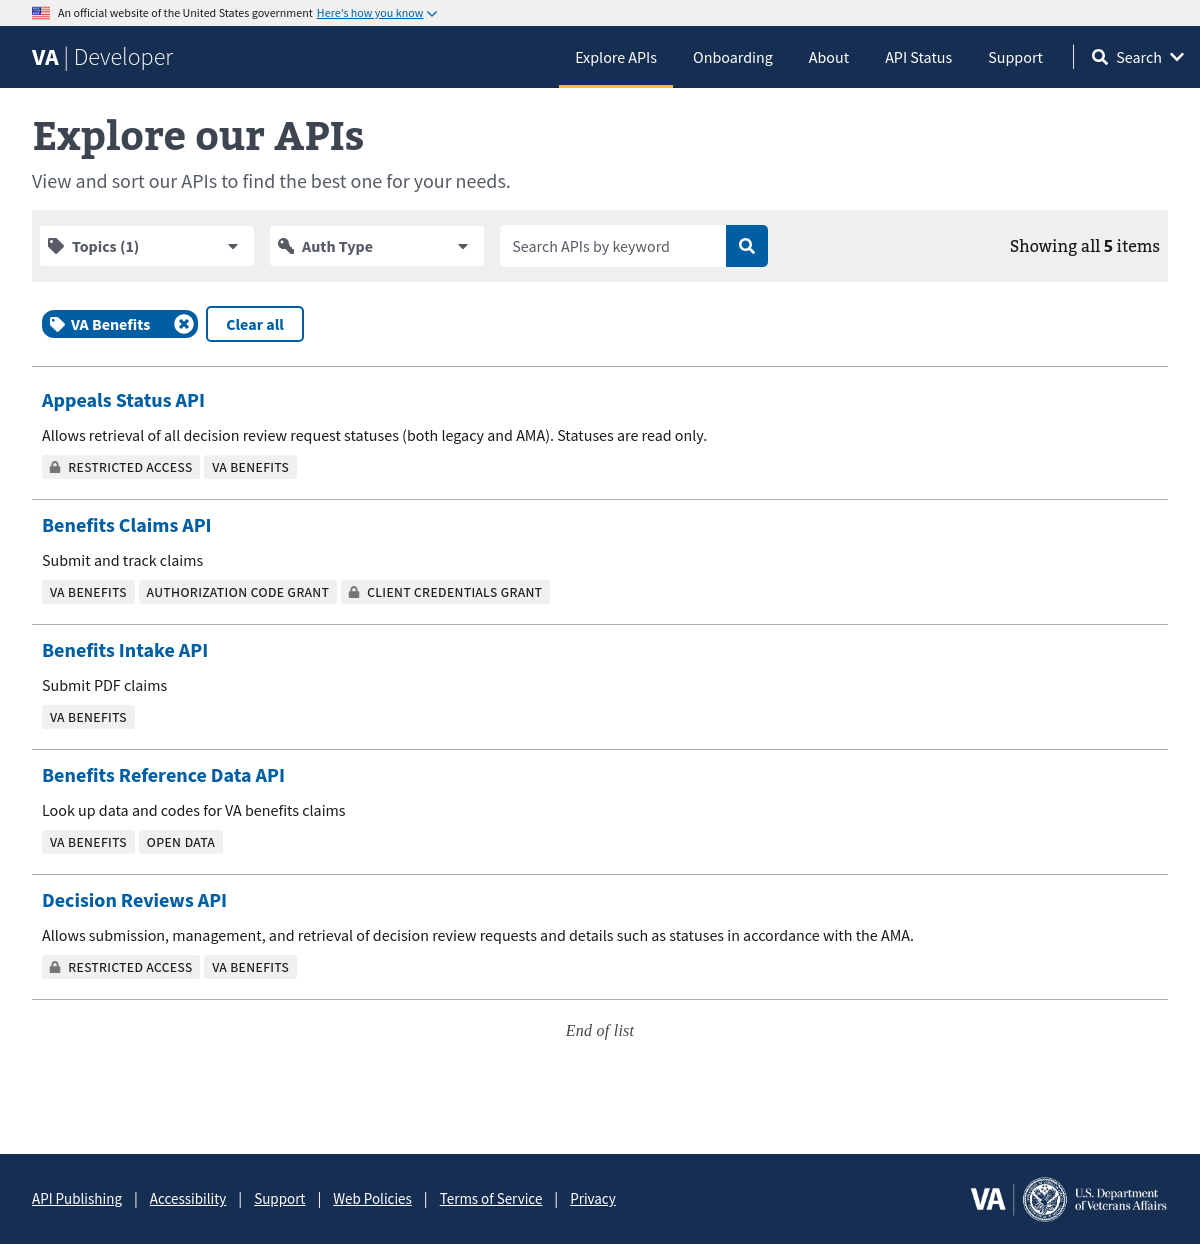 An official website of the United States government Here's how you know
VA | Developer
Explore APIs Onboarding About API Status Support Search
Explore our APIs
View and sort our APIs to find the best one for your needs.
Topics (1) Auth Type Search APIs by keyword Showing all 5 items
VA Benefits Clear all
Appeals Status API
Allows retrieval of all decision review request statuses (both legacy and AMA). Statuses are read only.
RESTRICTED ACCESS VA BENEFITS
Benefits Claims API
Submit and track claims
VA BENEFITS AUTHORIZATION CODE GRANT CLIENT CREDENTIALS GRANT
Benefits Intake API
Submit PDF claims
VA BENEFITS
Benefits Reference Data API
Look up data and codes for VA benefits claims
VA BENEFITS OPEN DATA
Decision Reviews API
Allows submission, management, and retrieval of decision review requests and details such as statuses in accordance with the AMA.
RESTRICTED ACCESS VA BENEFITS
End of list
API Publishing | Accessibility | Support | Web Policies | Terms of Service | Privacy
VA | U.S. Department
of Veterans Affairs